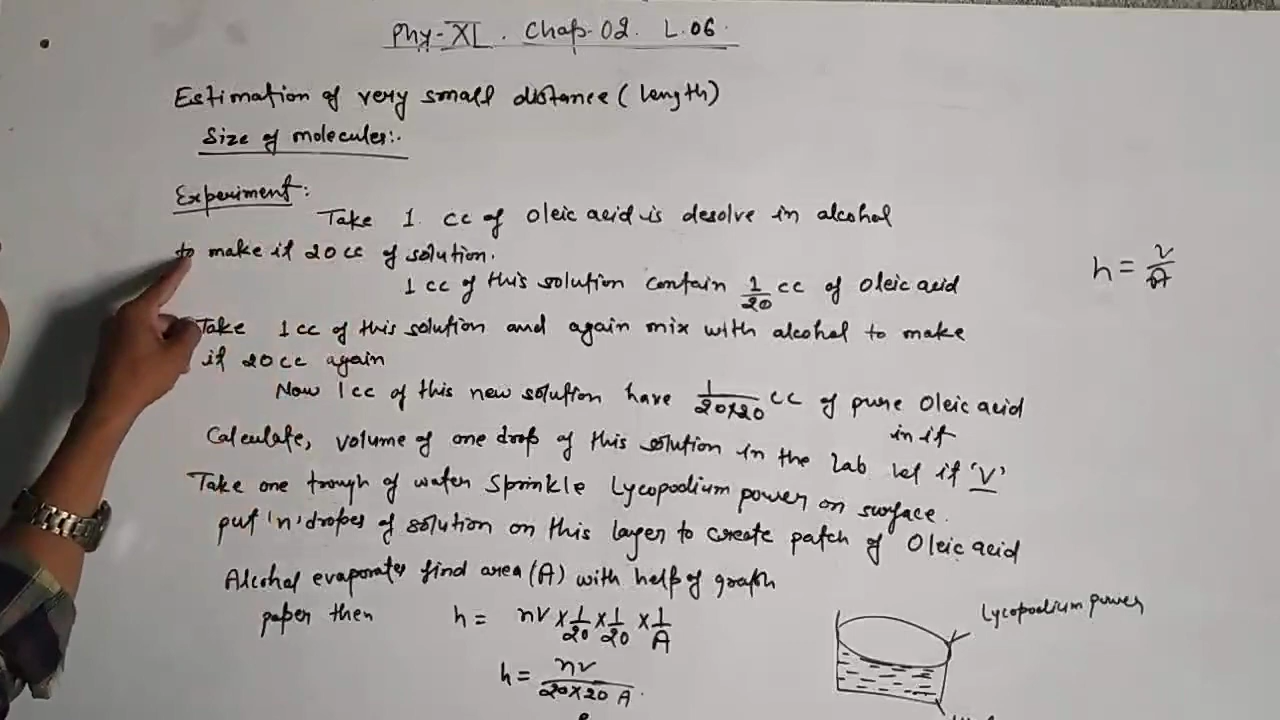 Phy-XI. Chap-02. L.06.
Estimation of very small distance (length)
Size of molecules:-
Experiment:
Take 1. cc of Oleic acid is desolve in alcohol
to make it 20 cc of solution.
1 cc of this solution contain 1/20 cc of Oleic acid
h = V/A
Take 1 cc of this solution and again mix with alcohol to make
it 20 cc again
Now 1 cc of this new solution have 1/20×20 cc of pure Oleic acid
in it
Calculate, volume of one drop of this solution in the lab let it 'V'
Take one trough of water Sprinkle Lycopodium power on surface.
put 'n' dropes of solution on this layer to create patch of Oleic acid
Alcohal evaporates find area (A) with help of graph
paper then h = nV × 1/20 × 1/20 × 1/A
Lycopodium power
h = nV/20×20 A.